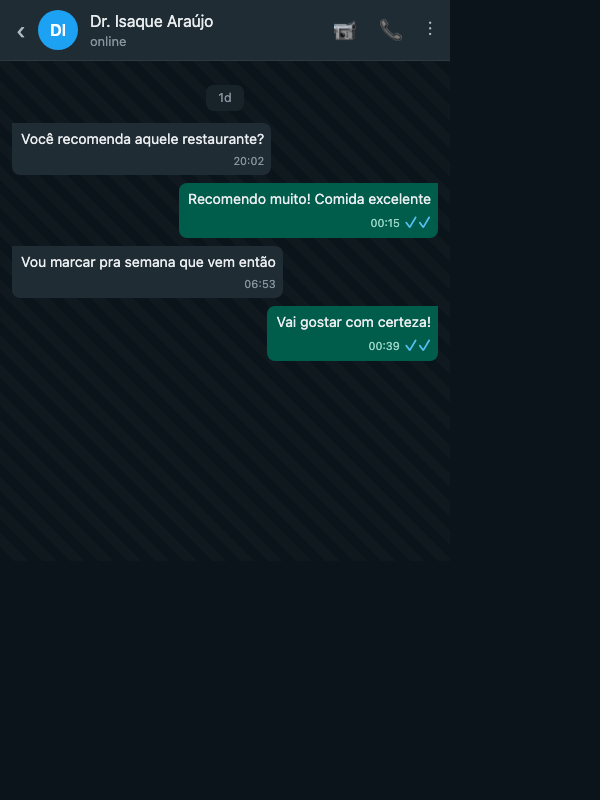 Dr. Isaque Araújo
DI
online
1d
Você recomenda aquele restaurante?
20:02
Recomendo muito! Comida excelente
00:15
Vou marcar pra semana que vem então
06:53
Vai gostar com certeza!
00:39